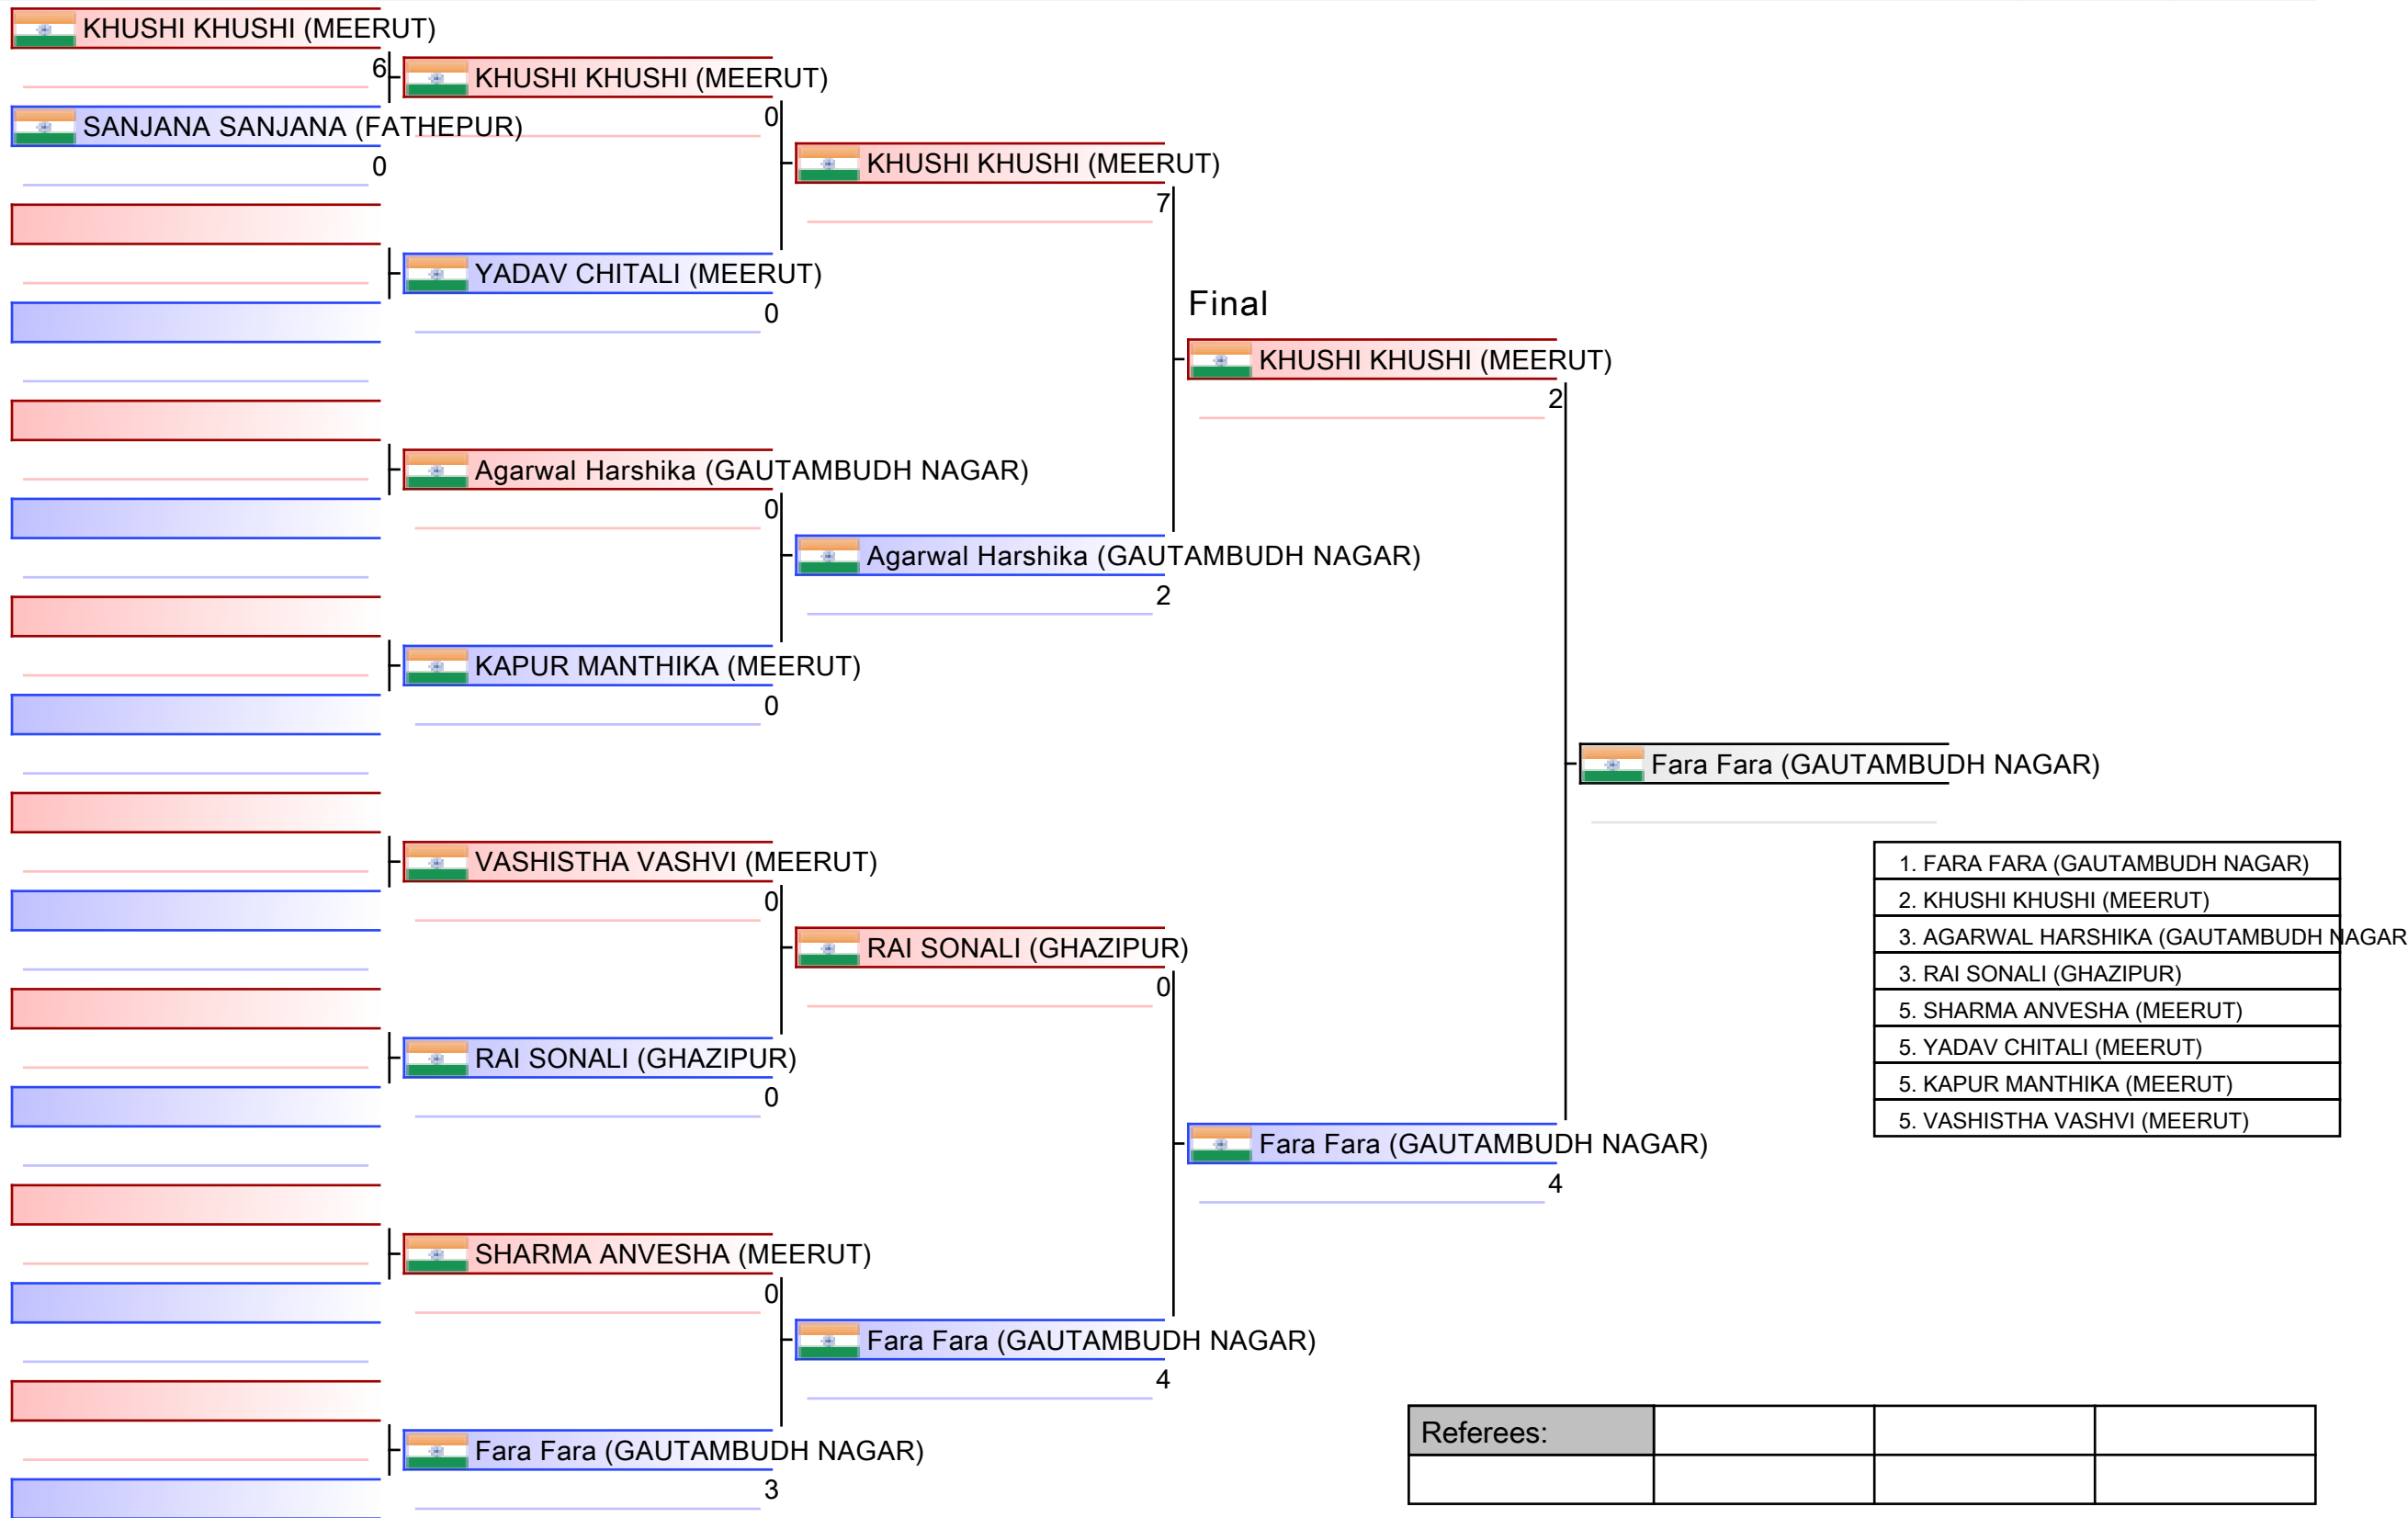 KHUSHI KHUSHI (MEERUT)
6
SANJANA SANJANA (FATHEPUR)
0
KHUSHI KHUSHI (MEERUT)
0
YADAV CHITALI (MEERUT)
0
Agarwal Harshika (GAUTAMBUDH NAGAR)
0
KAPUR MANTHIKA (MEERUT)
0
VASHISTHA VASHVI (MEERUT)
0
RAI SONALI (GHAZIPUR)
0
SHARMA ANVESHA (MEERUT)
0
Fara Fara (GAUTAMBUDH NAGAR)
3
KHUSHI KHUSHI (MEERUT)
7
Agarwal Harshika (GAUTAMBUDH NAGAR)
2
RAI SONALI (GHAZIPUR)
0
Fara Fara (GAUTAMBUDH NAGAR)
4
Final
KHUSHI KHUSHI (MEERUT)
2
Fara Fara (GAUTAMBUDH NAGAR)
4
Fara Fara (GAUTAMBUDH NAGAR)
1. FARA FARA (GAUTAMBUDH NAGAR)
2. KHUSHI KHUSHI (MEERUT)
3. AGARWAL HARSHIKA (GAUTAMBUDH NAGAR
3. RAI SONALI (GHAZIPUR)
5. SHARMA ANVESHA (MEERUT)
5. YADAV CHITALI (MEERUT)
5. KAPUR MANTHIKA (MEERUT)
5. VASHISTHA VASHVI (MEERUT)
Referees: